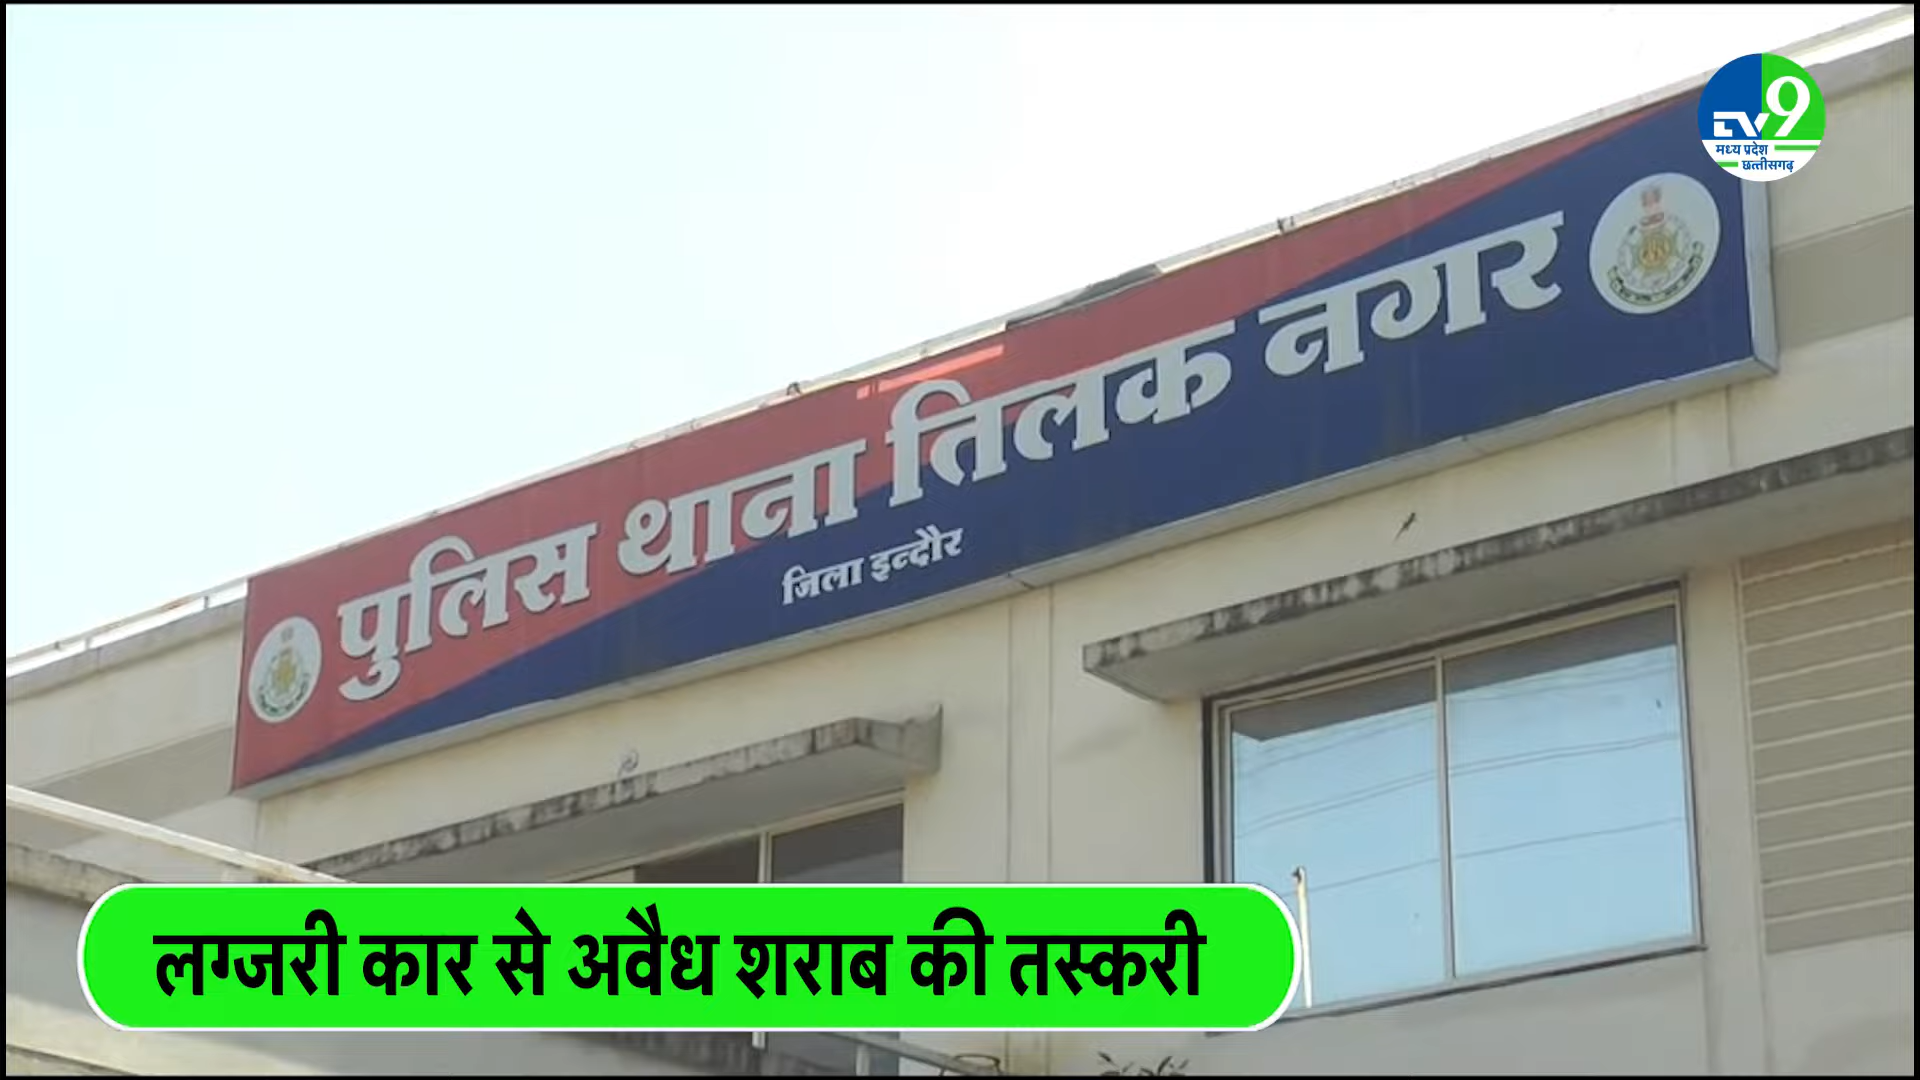 TV9
मध्य प्रदेश
छत्तीसगढ़
पुलिस थाना तिलक नगर
जिला इन्दौर
लग्जरी कार से अवैध शराब की तस्करी